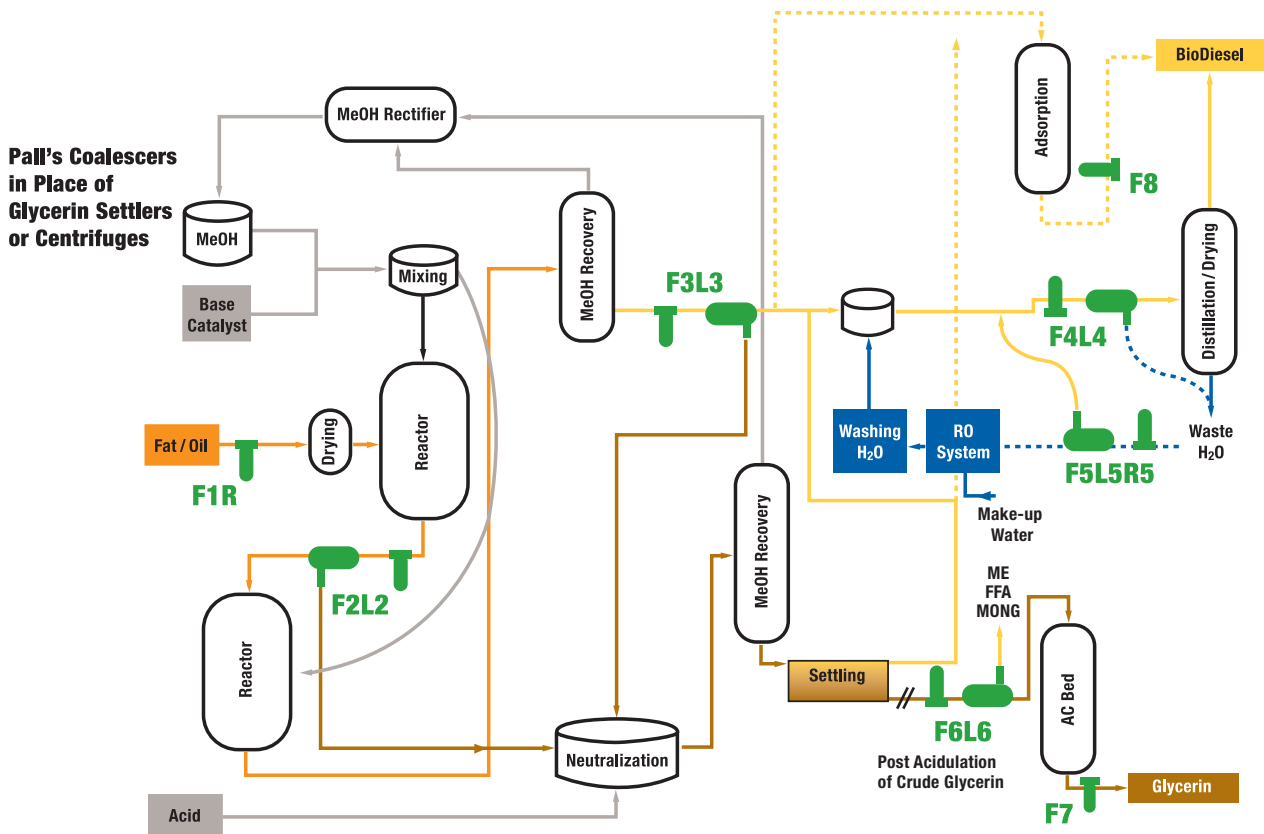 Pall's Coalescers
in Place of
Glycerin Settlers
or Centrifuges
MeOH Rectifier
MeOH
Base
Catalyst
Mixing
Fat / Oil
F1R
Drying
Reactor
F2L2
Reactor
Acid
MeOH Recovery
F3L3
Neutralization
MeOH Recovery
Settling
Adsorption
F8
BioDiesel
F4L4
Distillation/Drying
Washing
H₂O
RO
System
F5L5R5
Waste
H₂O
Make-up
Water
ME
FFA
MONG
F6L6
Post Acidulation
of Crude Glycerin
AC Bed
F7
Glycerin